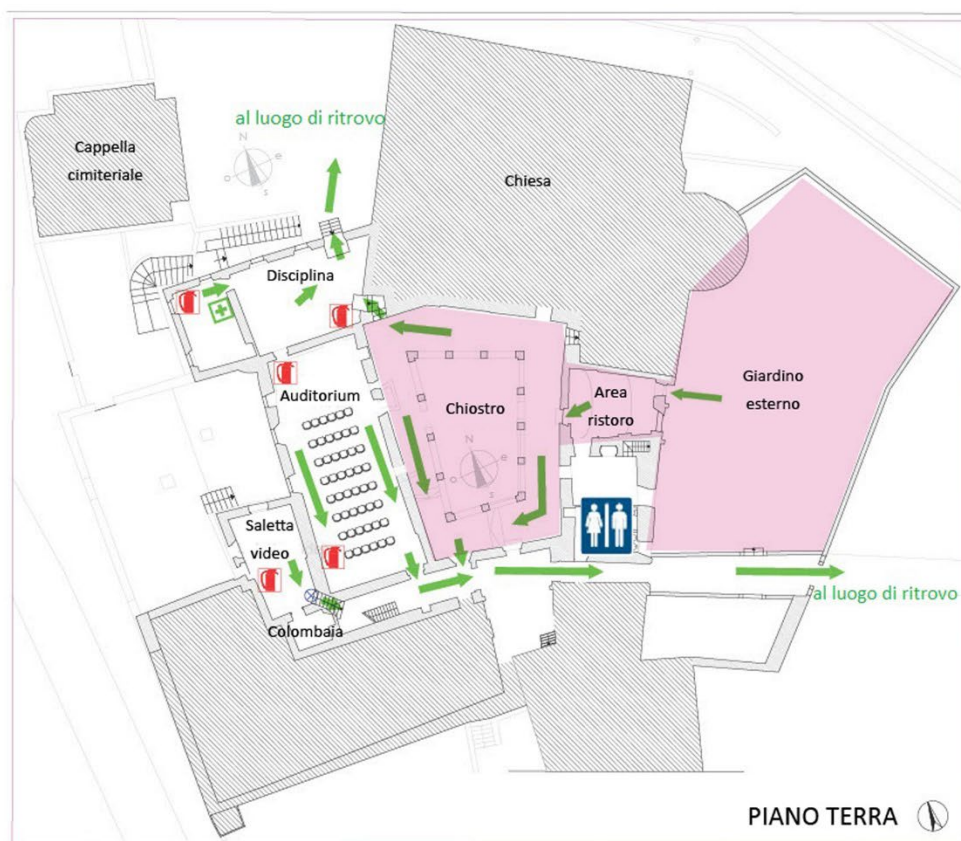 al luogo di ritrovo
Cappella
cimiteriale
N
e
o
s
Chiesa
Disciplina
Giardino
esterno
Auditorium
Area
ristoro
Chiostro
N
e
o
s
Saletta
video
al luogo di ritrovo
Colombaia
PIANO TERRA